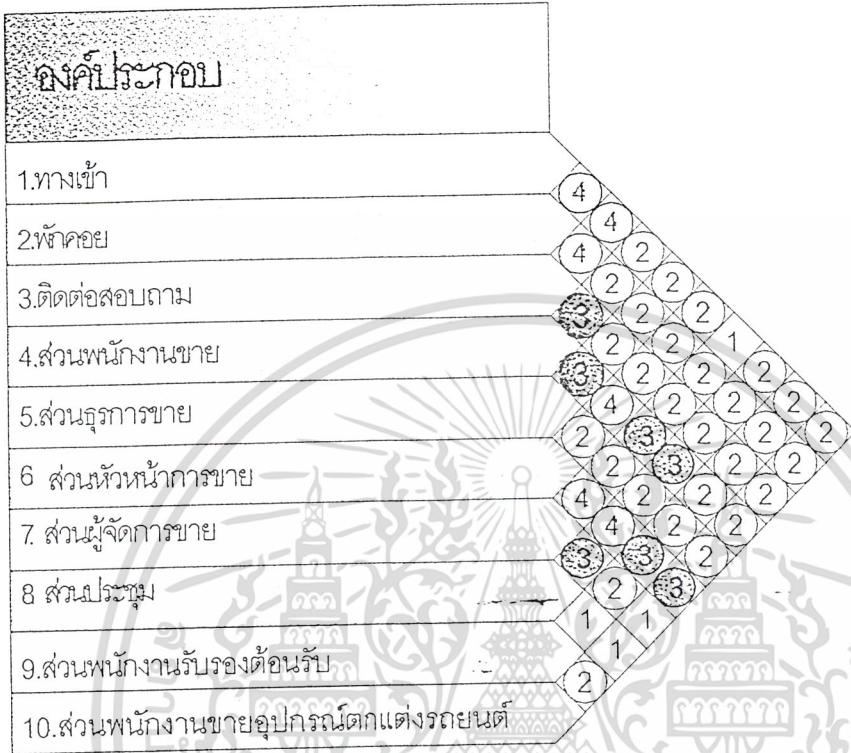 องค์ประกอบ
1.ทางเข้า
2.พักคอย
3.ติดต่อสอบถาม
4.ส่วนพนักงานขาย
5.ส่วนธุรการขาย
6 ส่วนหัวหน้าการขาย
7. ส่วนผู้จัดการขาย
8 ส่วนประชุม
9.ส่วนพนักงานรับรองต้อนรับ
10.ส่วนพนักงานขายอุปกรณ์ตกแต่งรถยนต์
4
4
4 2
2 2
3 2 2
2 2 1
3 2 2 2
4 2 2 2
2 3 2 2 2
2 3 2 2
4 2 2 2
4 2 2
3 3 2
2 3
1 1
1
2